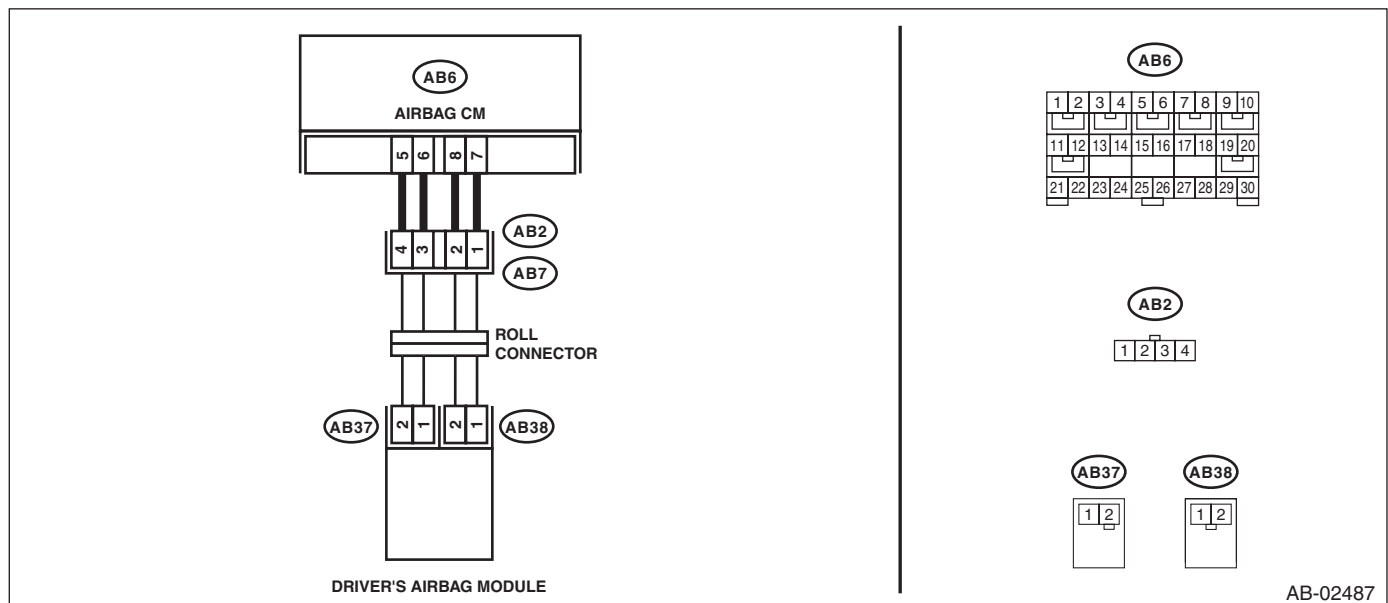 AB6
AIRBAG CM
5 6 8 7
AB2
4 3 2 1
AB7
ROLL
CONNECTOR
AB37
2 1 2 1
AB38
DRIVER'S AIRBAG MODULE
AB6
1 2 3 4 5 6 7 8 9 10
11 12 13 14 15 16 17 18 19 20
21 22 23 24 25 26 27 28 29 30
AB2
1 2 3 4
AB37
1 2
AB38
1 2
AB-02487